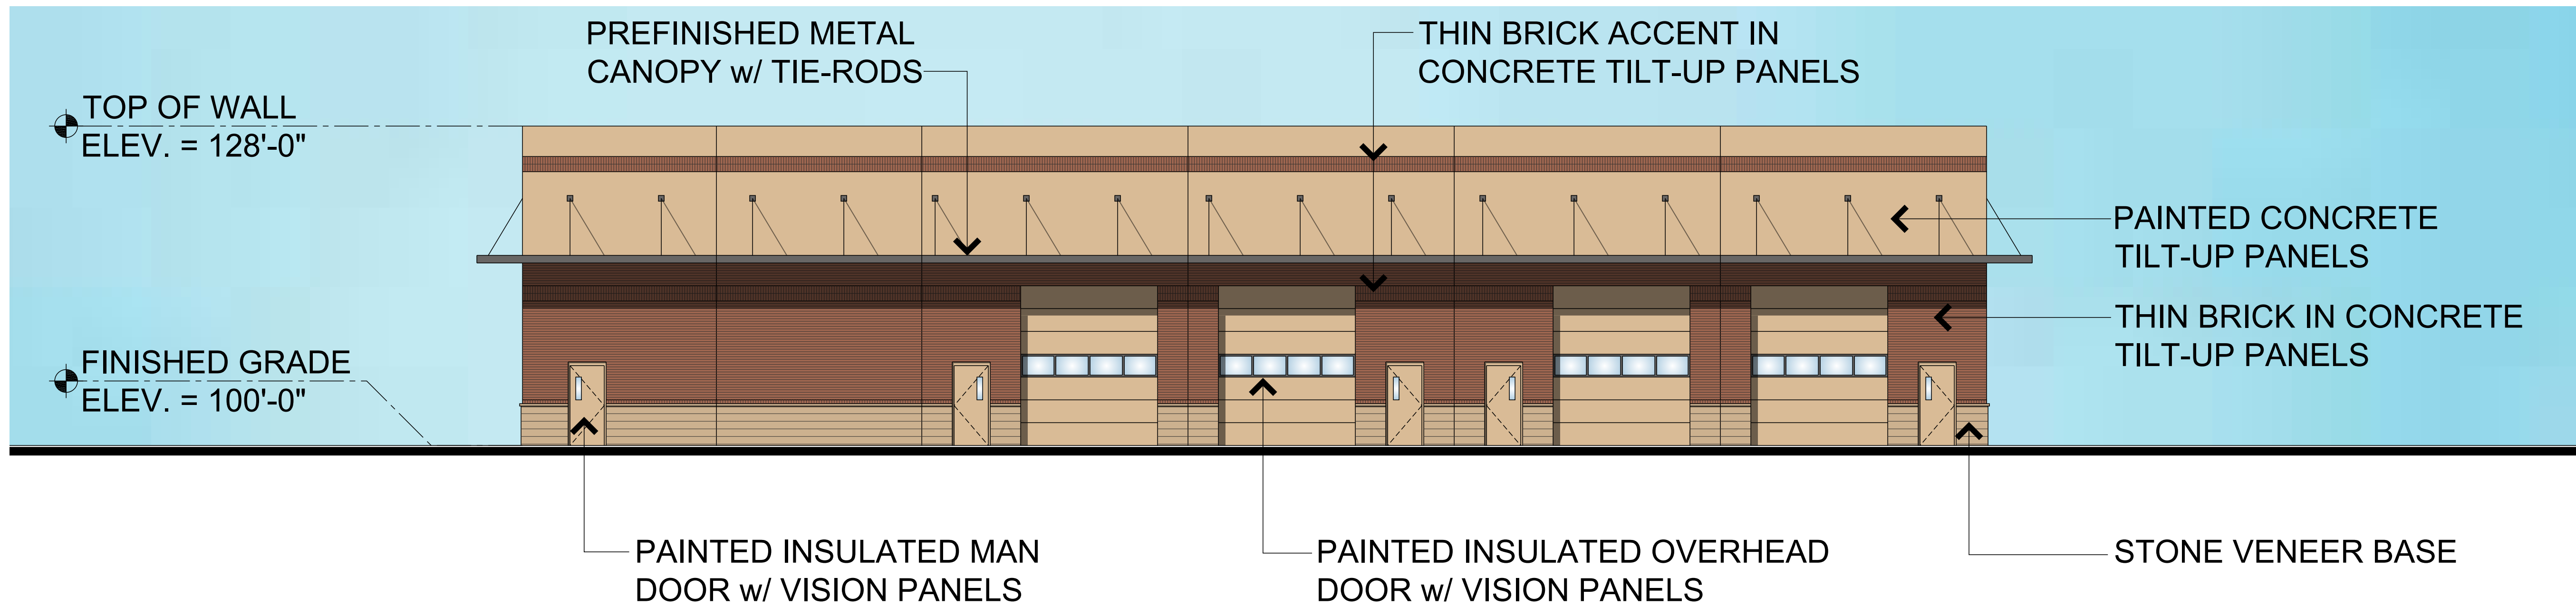 PREFINISHED METAL
CANOPY w/ TIE-RODS
THIN BRICK ACCENT IN
CONCRETE TILT-UP PANELS
TOP OF WALL
ELEV. = 128'-0"
PAINTED CONCRETE
TILT-UP PANELS
THIN BRICK IN CONCRETE
TILT-UP PANELS
FINISHED GRADE
ELEV. = 100'-0"
PAINTED INSULATED MAN
DOOR w/ VISION PANELS
PAINTED INSULATED OVERHEAD
DOOR w/ VISION PANELS
STONE VENEER BASE